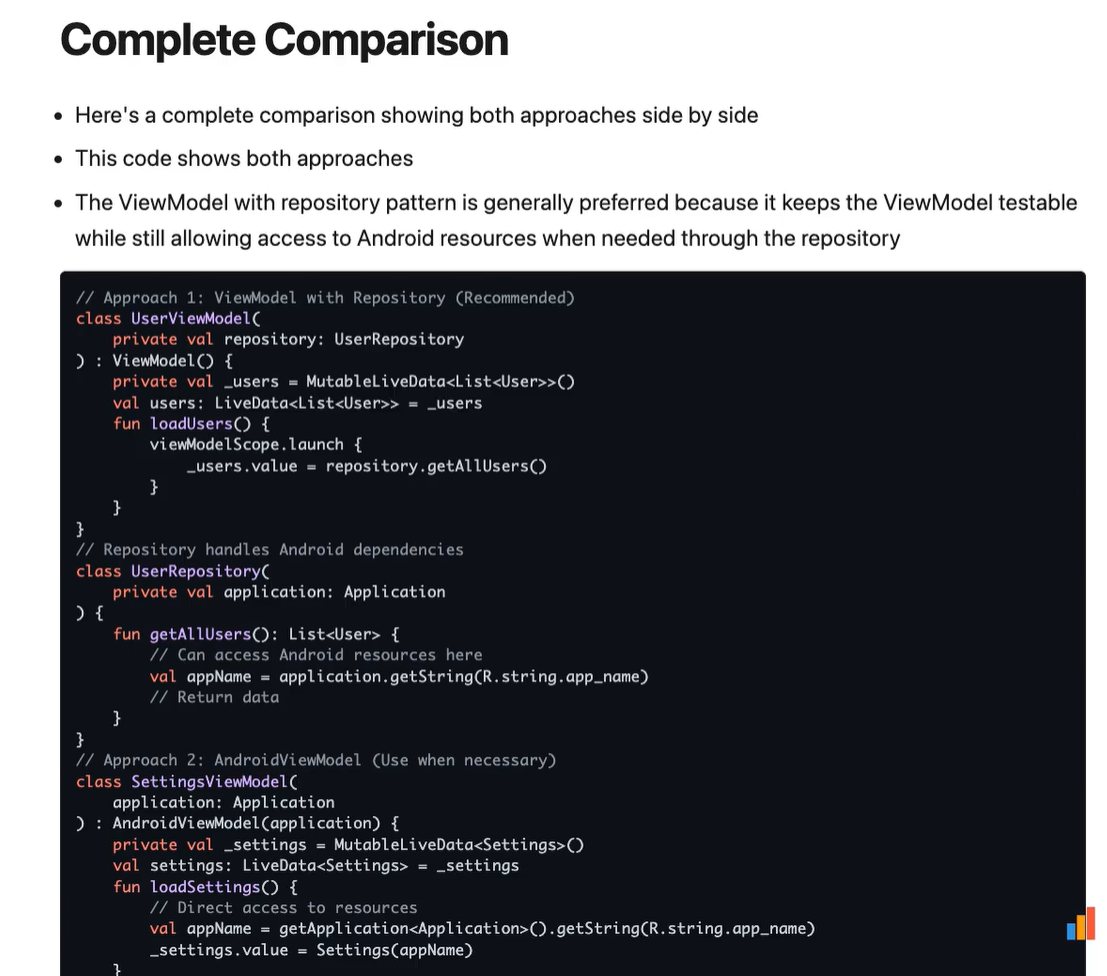 Complete Comparison
• Here's a complete comparison showing both approaches side by side
• This code shows both approaches
• The ViewModel with repository pattern is generally preferred because it keeps the ViewModel testable
while still allowing access to Android resources when needed through the repository
// Approach 1: ViewModel with Repository (Recommended)
class UserViewModel(
    private val repository: UserRepository
) : ViewModel() {
    private val _users = MutableLiveData<List<User>>()
    val users: LiveData<List<User>> = _users
    fun loadUsers() {
        viewModelScope.launch {
            _users.value = repository.getAllUsers()
        }
    }
}
// Repository handles Android dependencies
class UserRepository(
    private val application: Application
) {
    fun getAllUsers(): List<User> {
        // Can access Android resources here
        val appName = application.getString(R.string.app_name)
        // Return data
    }
}
// Approach 2: AndroidViewModel (Use when necessary)
class SettingsViewModel(
    application: Application
) : AndroidViewModel(application) {
    private val _settings = MutableLiveData<Settings>()
    val settings: LiveData<Settings> = _settings
    fun loadSettings() {
        // Direct access to resources
        val appName = getApplication<Application>().getString(R.string.app_name)
        _settings.value = Settings(appName)
    }